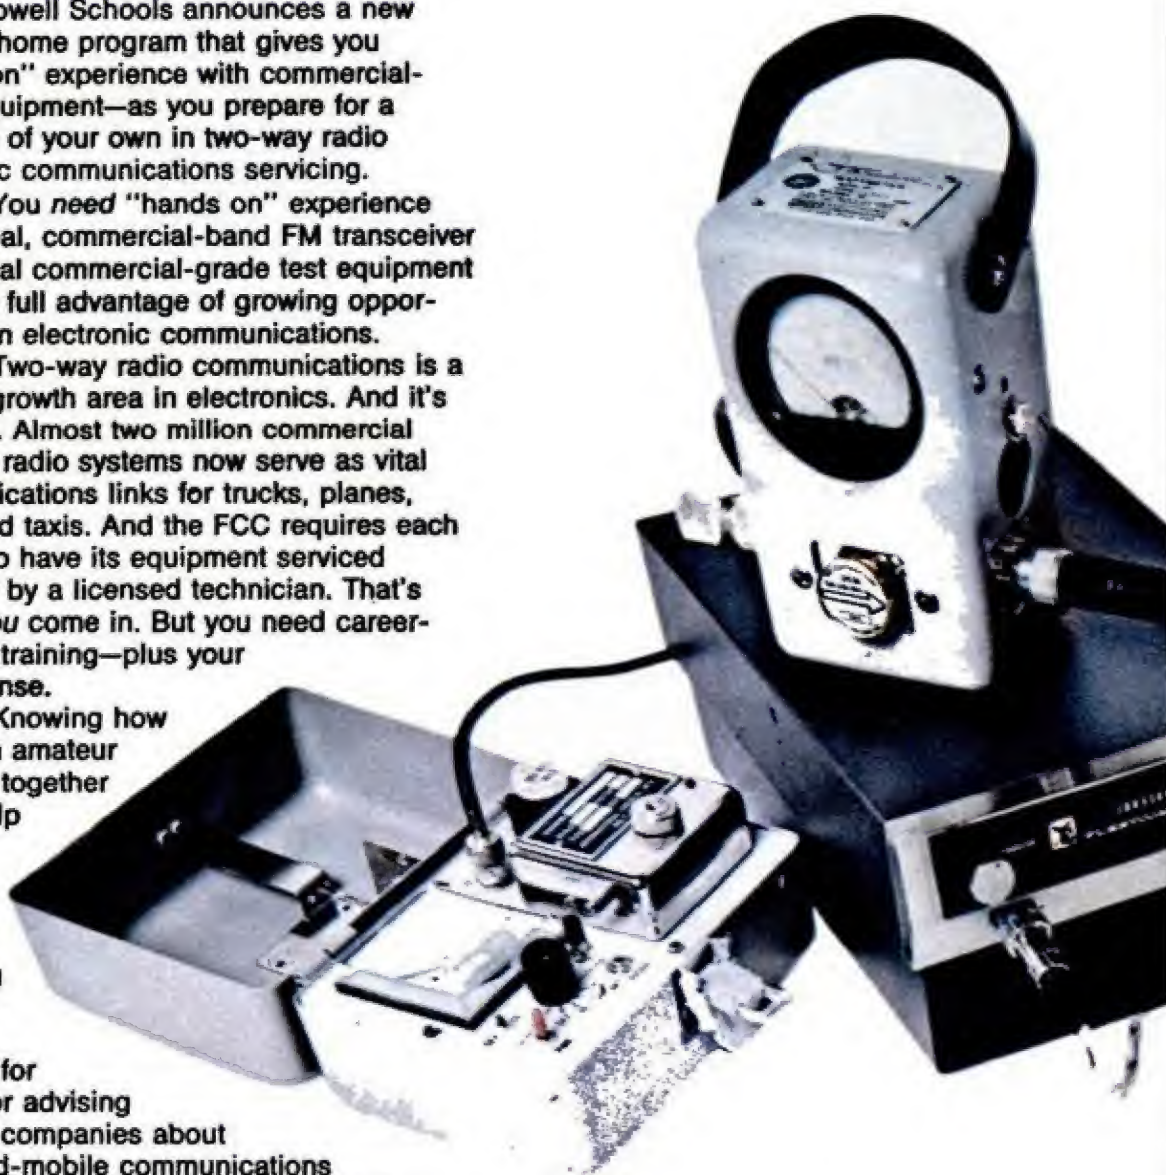 owell Schools announces a new
home program that gives you
on" experience with commercial-
uipment—as you prepare for a
of your own in two-way radio
c communications servicing.
You need "hands on" experience
al, commercial-band FM transceiver
al commercial-grade test equipment
full advantage of growing oppor-
n electronic communications.
Two-way radio communications is a
growth area in electronics. And it's
. Almost two million commercial
radio systems now serve as vital
ications links for trucks, planes,
d taxis. And the FCC requires each
o have its equipment serviced
by a licensed technician. That's
ou come in. But you need career-
training—plus your
nse.
Knowing how
amateur
together
lp
for
or advising
companies about
d-mobile communications